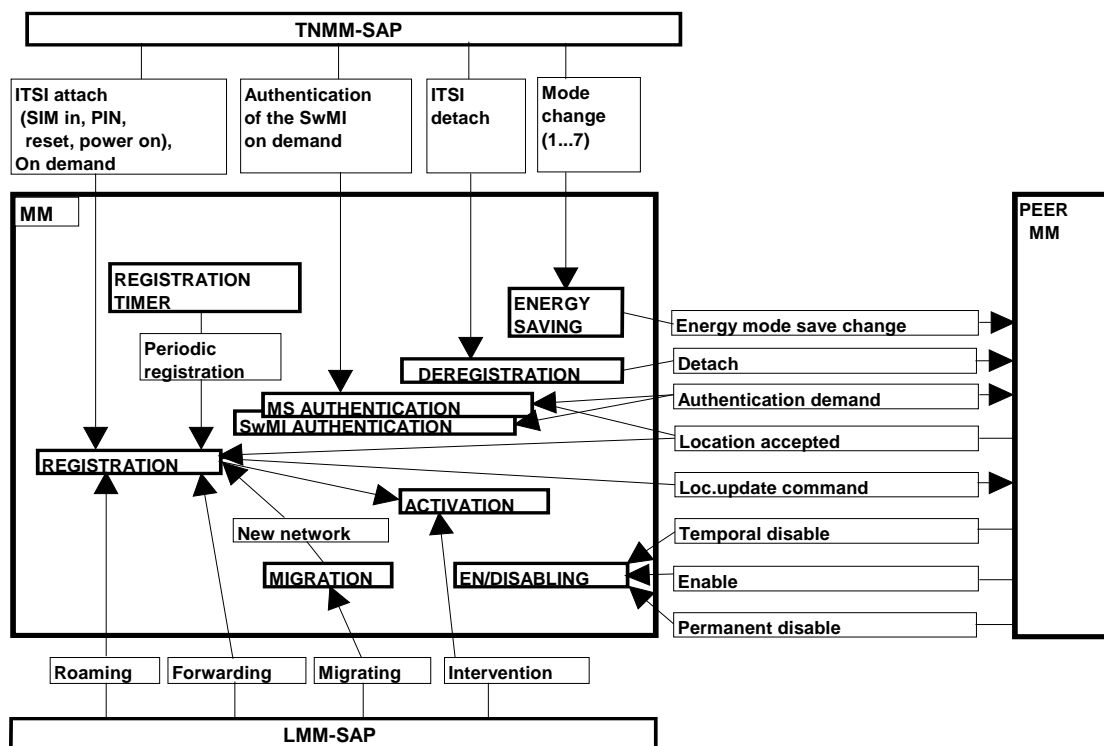 TNMM-SAP
ITSI attach
(SIM in, PIN,
reset, power on),
On demand
Authentication
of the SwMI
on demand
ITSI
detach
Mode
change
(1...7)
MM
PEER
MM
REGISTRATION
TIMER
ENERGY
SAVING
Energy mode save change
Periodic
registration
DEREGISTRATION
Detach
MS AUTHENTICATION
Authentication demand
SwMI AUTHENTICATION
Location accepted
REGISTRATION
Loc.update command
ACTIVATION
New network
Temporal disable
MIGRATION
EN/DISABLING
Enable
Permanent disable
Roaming
Forwarding
Migrating
Intervention
LMM-SAP